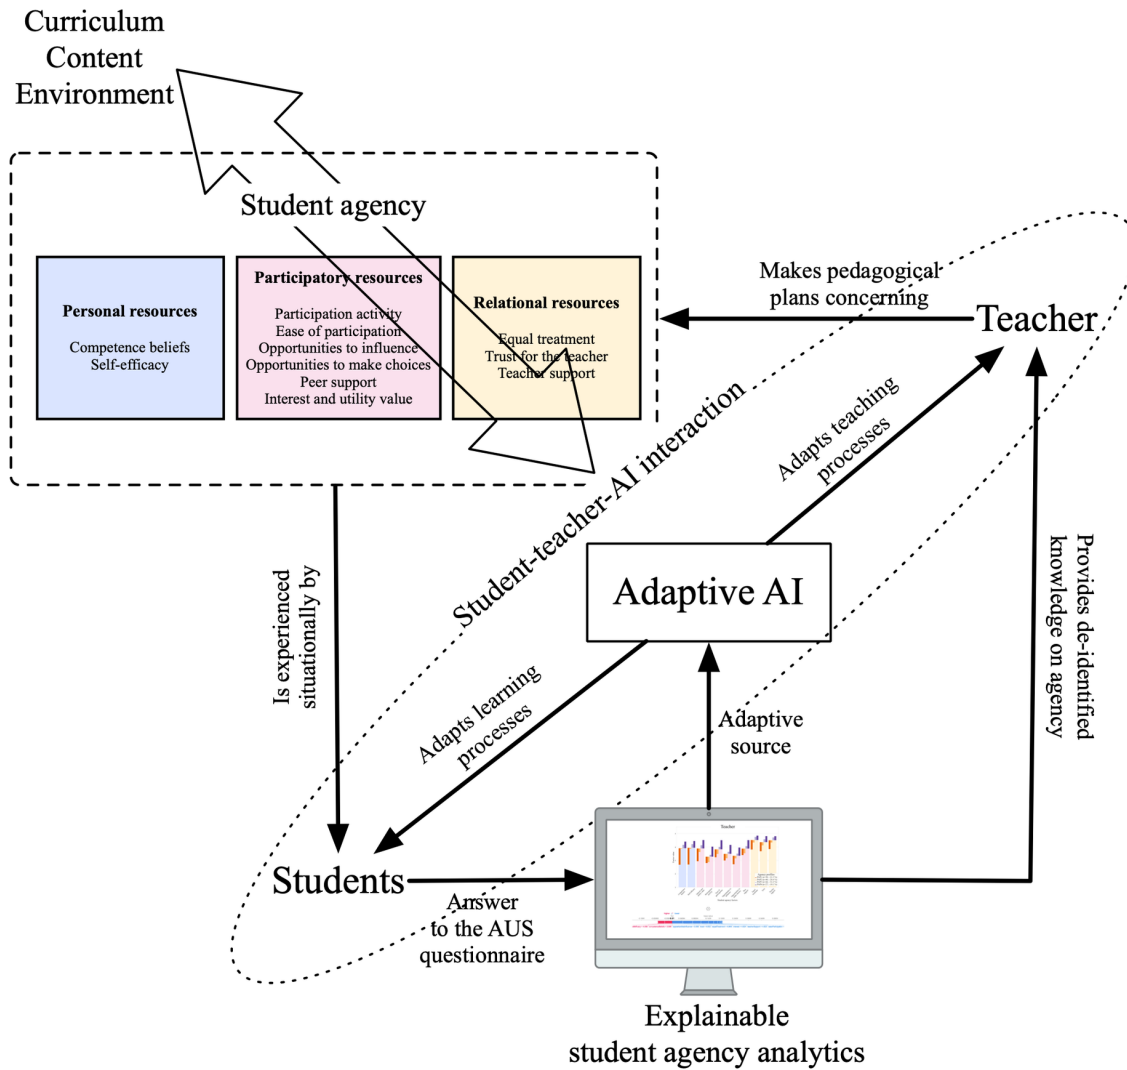 Curriculum
Content
Environment
Student agency
Personal resources
Competence beliefs
Self-efficacy
Participatory resources
Participation activity
Ease of participation
Opportunities to influence
Opportunities to make choices
Peer support
Interest and utility value
Relational resources
Equal treatment
Trust for the teacher
Teacher support
Makes pedagogical
plans concerning
Teacher
Student-teacher-AI interaction
Adapts teaching
processes
Adaptive AI
Provides de-identified
knowledge on agency
Is experienced
situationally by
Adapts learning
processes
Adaptive
source
Students
Answer
to the AUS
questionnaire
Teacher
Explainable
student agency analytics